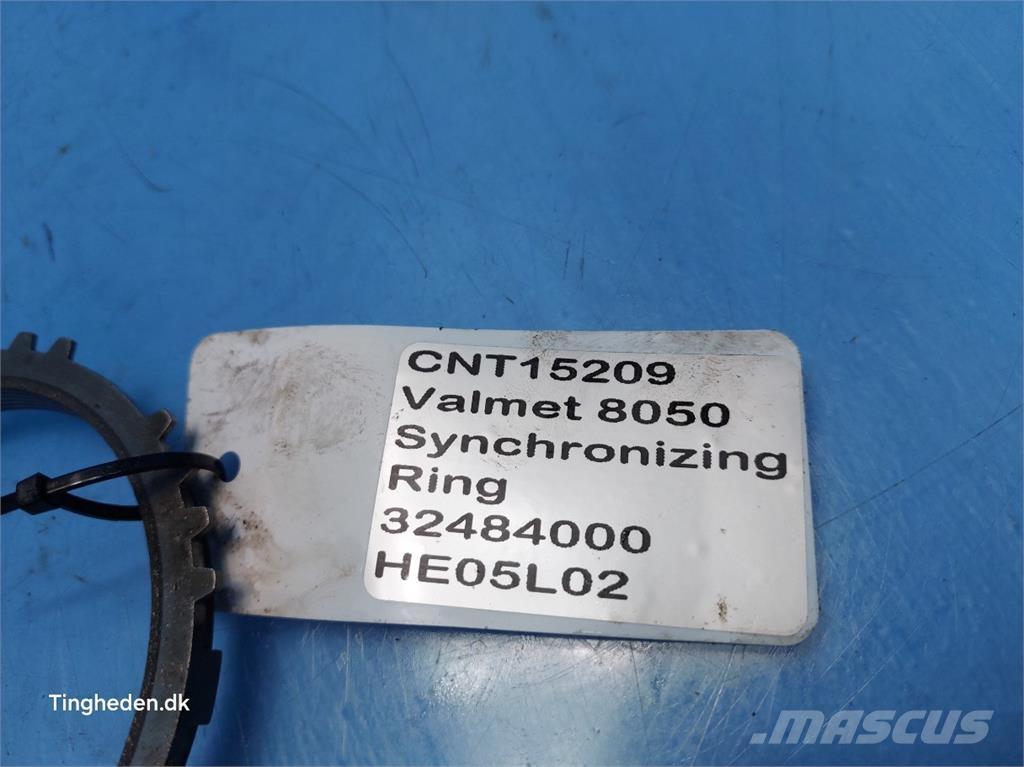 CNT15209
Valmet 8050
Synchronizing
Ring
32484000
HE05L02
Tingheden.dk
MASCUS